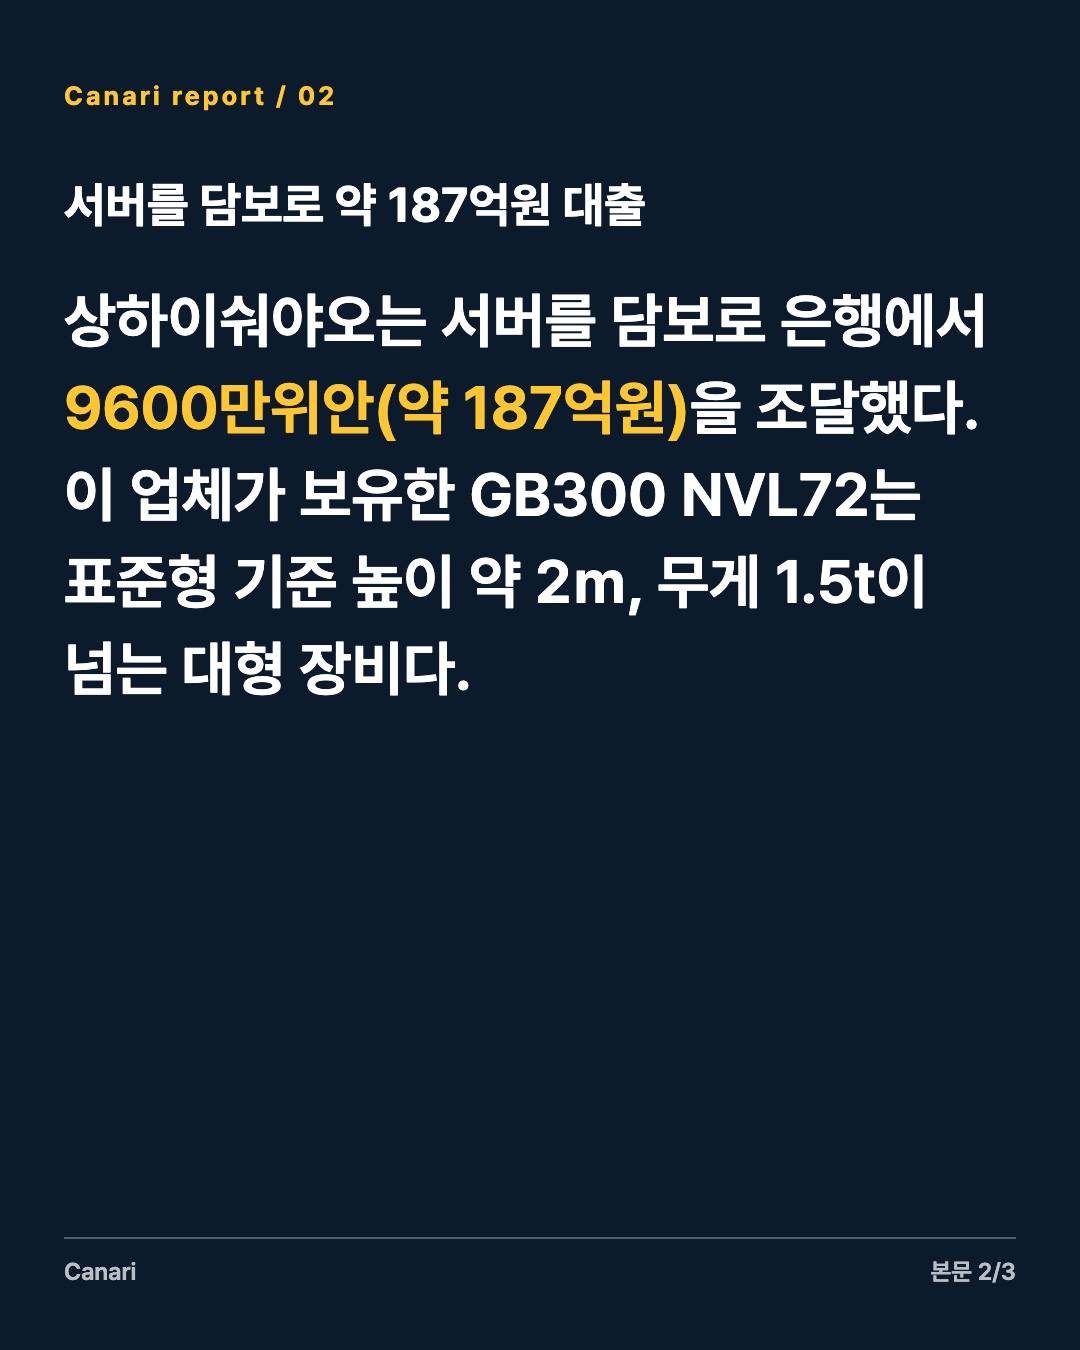 Canari report / 02
서버를 담보로 약 187억원 대출
상하이숴야오는 서버를 담보로 은행에서
9600만위안(약 187억원)을 조달했다.
이 업체가 보유한 GB300 NVL72는
표준형 기준 높이 약 2m, 무게 1.5t이
넘는 대형 장비다.
Canari
본문 2/3